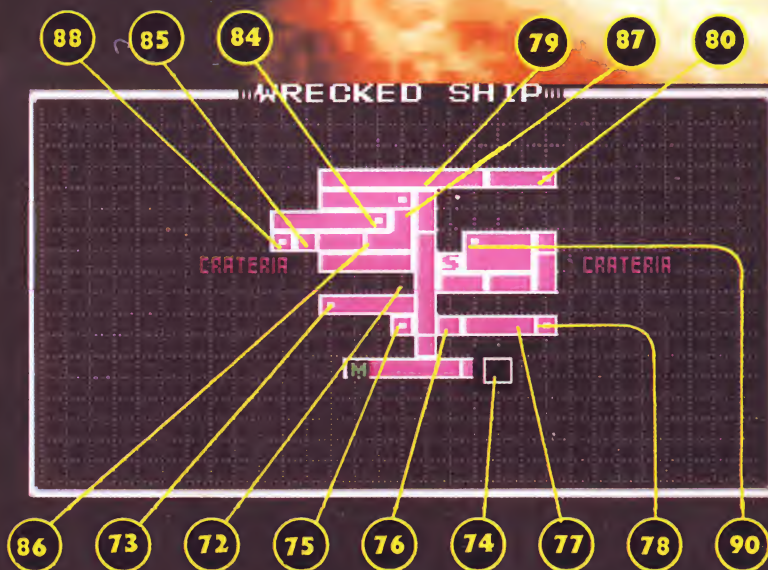 88 85 84 79 87 80
WRECKED SHIP
CRATERIA S CRATERIA
M
86 73 72 75 76 74 77 78 90